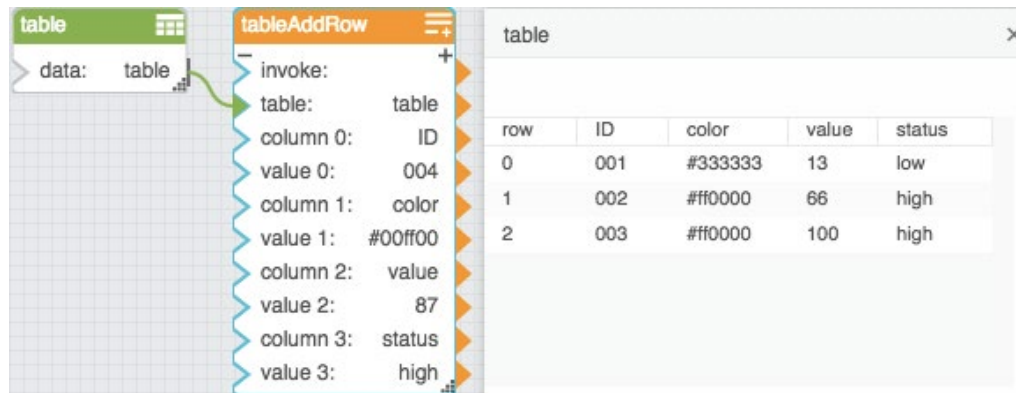 table
data: table
tableAddRow
− +
invoke:
table: table
column 0: ID
value 0: 004
column 1: color
value 1: #00ff00
column 2: value
value 2: 87
column 3: status
value 3: high
table ×
row ID color value status
0 001 #333333 13 low
1 002 #ff0000 66 high
2 003 #ff0000 100 high